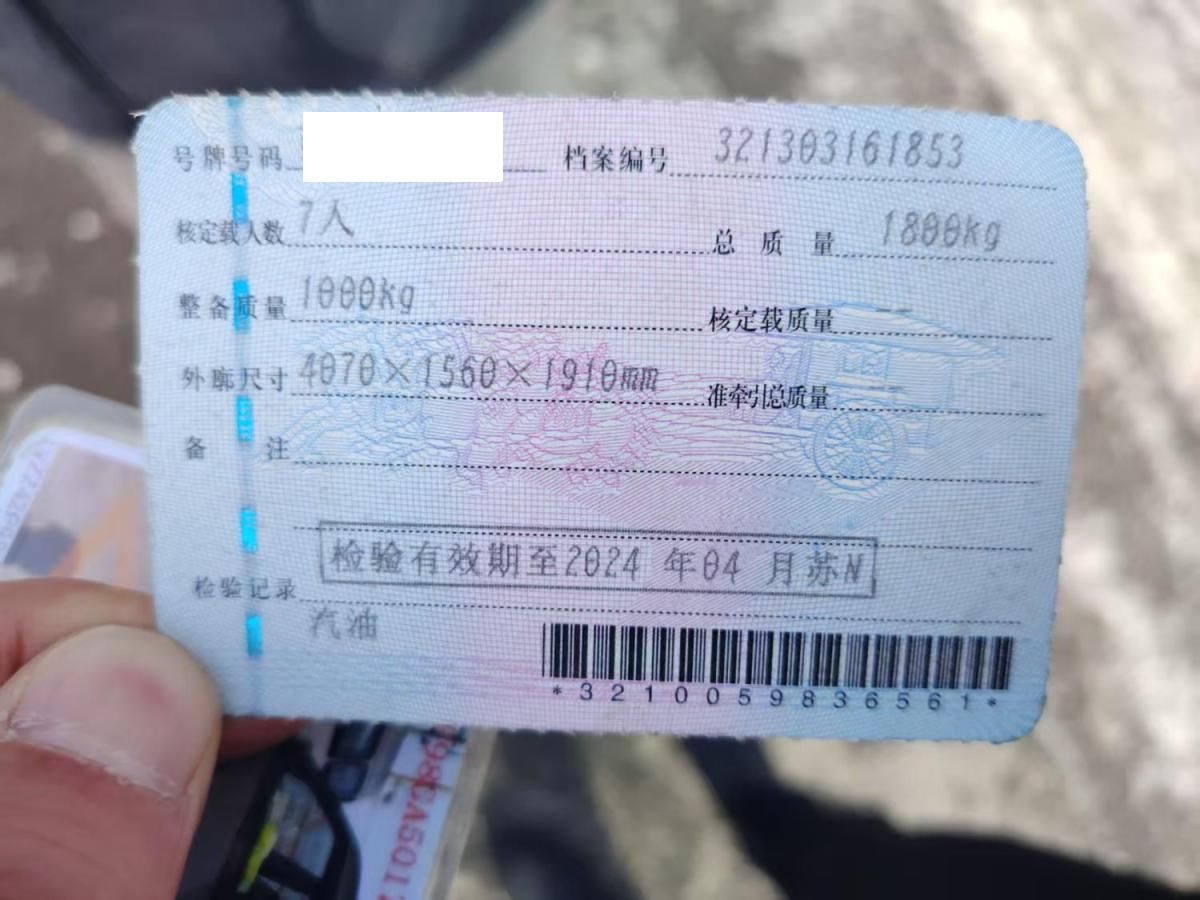 号牌号码 档案编号 321303161853
核定载人数 7人 总质量 1800kg
整备质量 1000kg 核定载质量 --
外廓尺寸 4070×1560×1910mm 准牵引总质量
备注
检验有效期至2024年04月苏N
检验记录
汽油
*3210059836561*